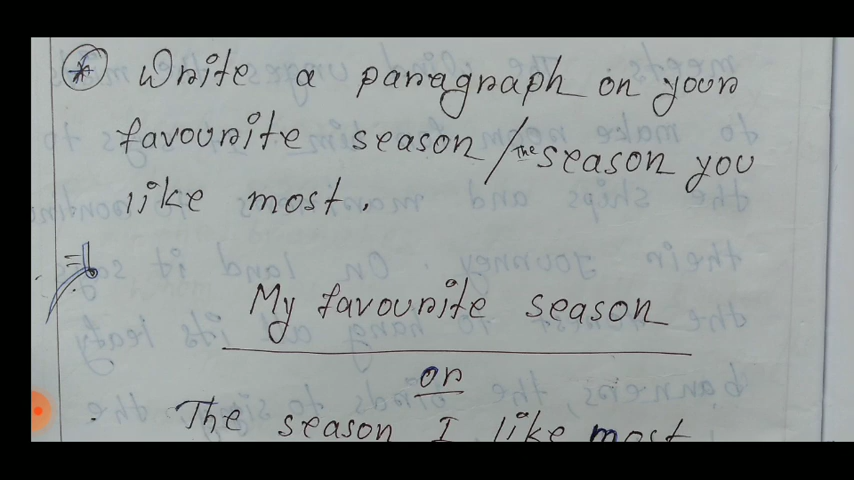 * Write a paragraph on your
favourite season/The season you
like most.
My favourite season
or
The season I like most